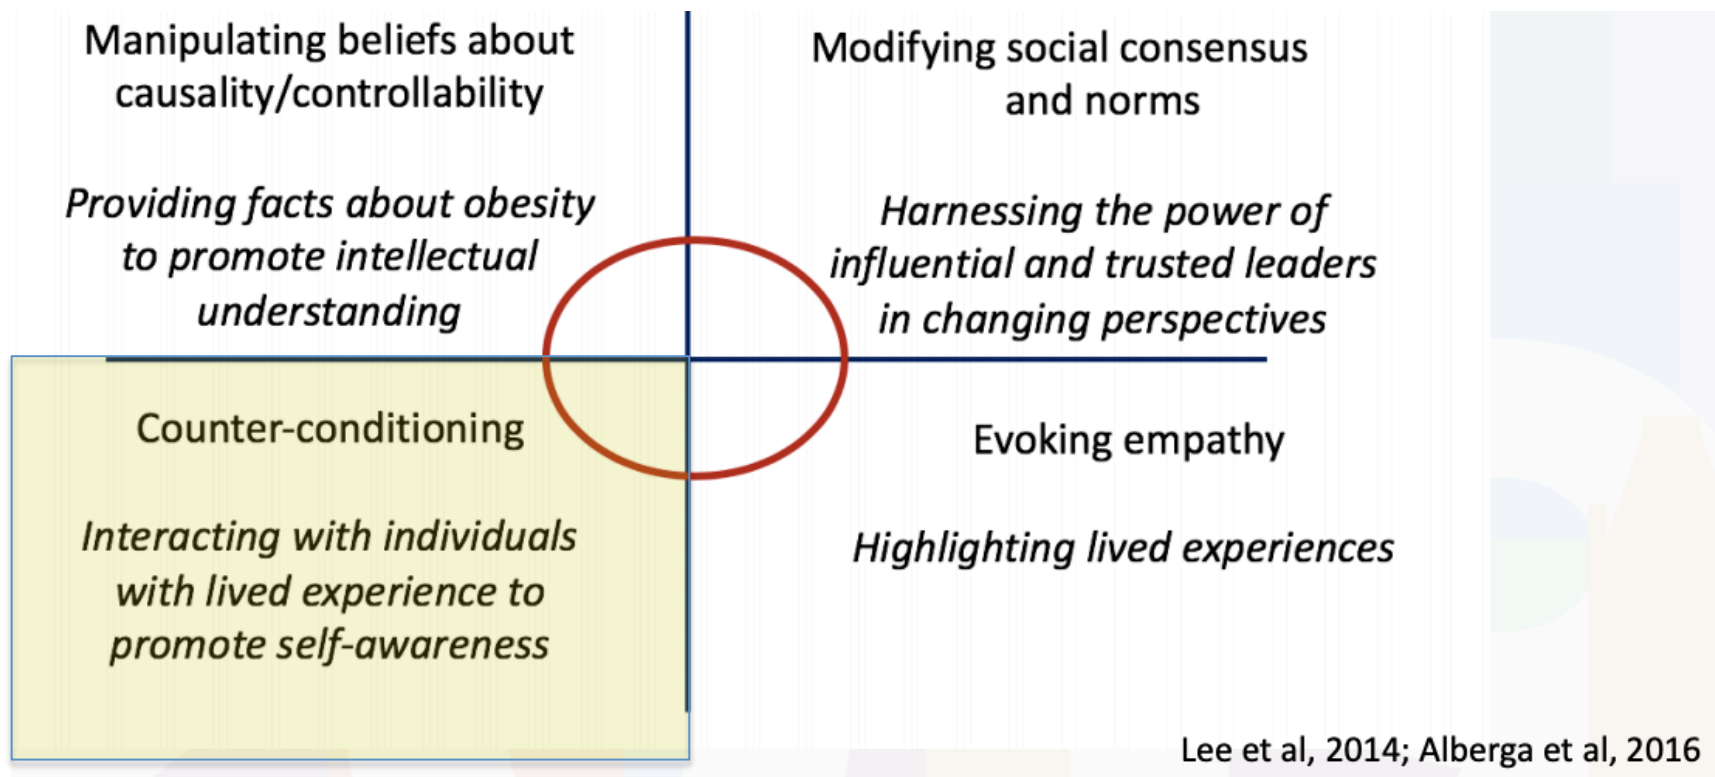 Manipulating beliefs about
causality/controllability
Providing facts about obesity
to promote intellectual
understanding
Modifying social consensus
and norms
Harnessing the power of
influential and trusted leaders
in changing perspectives
Counter-conditioning
Interacting with individuals
with lived experience to
promote self-awareness
Evoking empathy
Highlighting lived experiences
Lee et al, 2014; Alberga et al, 2016